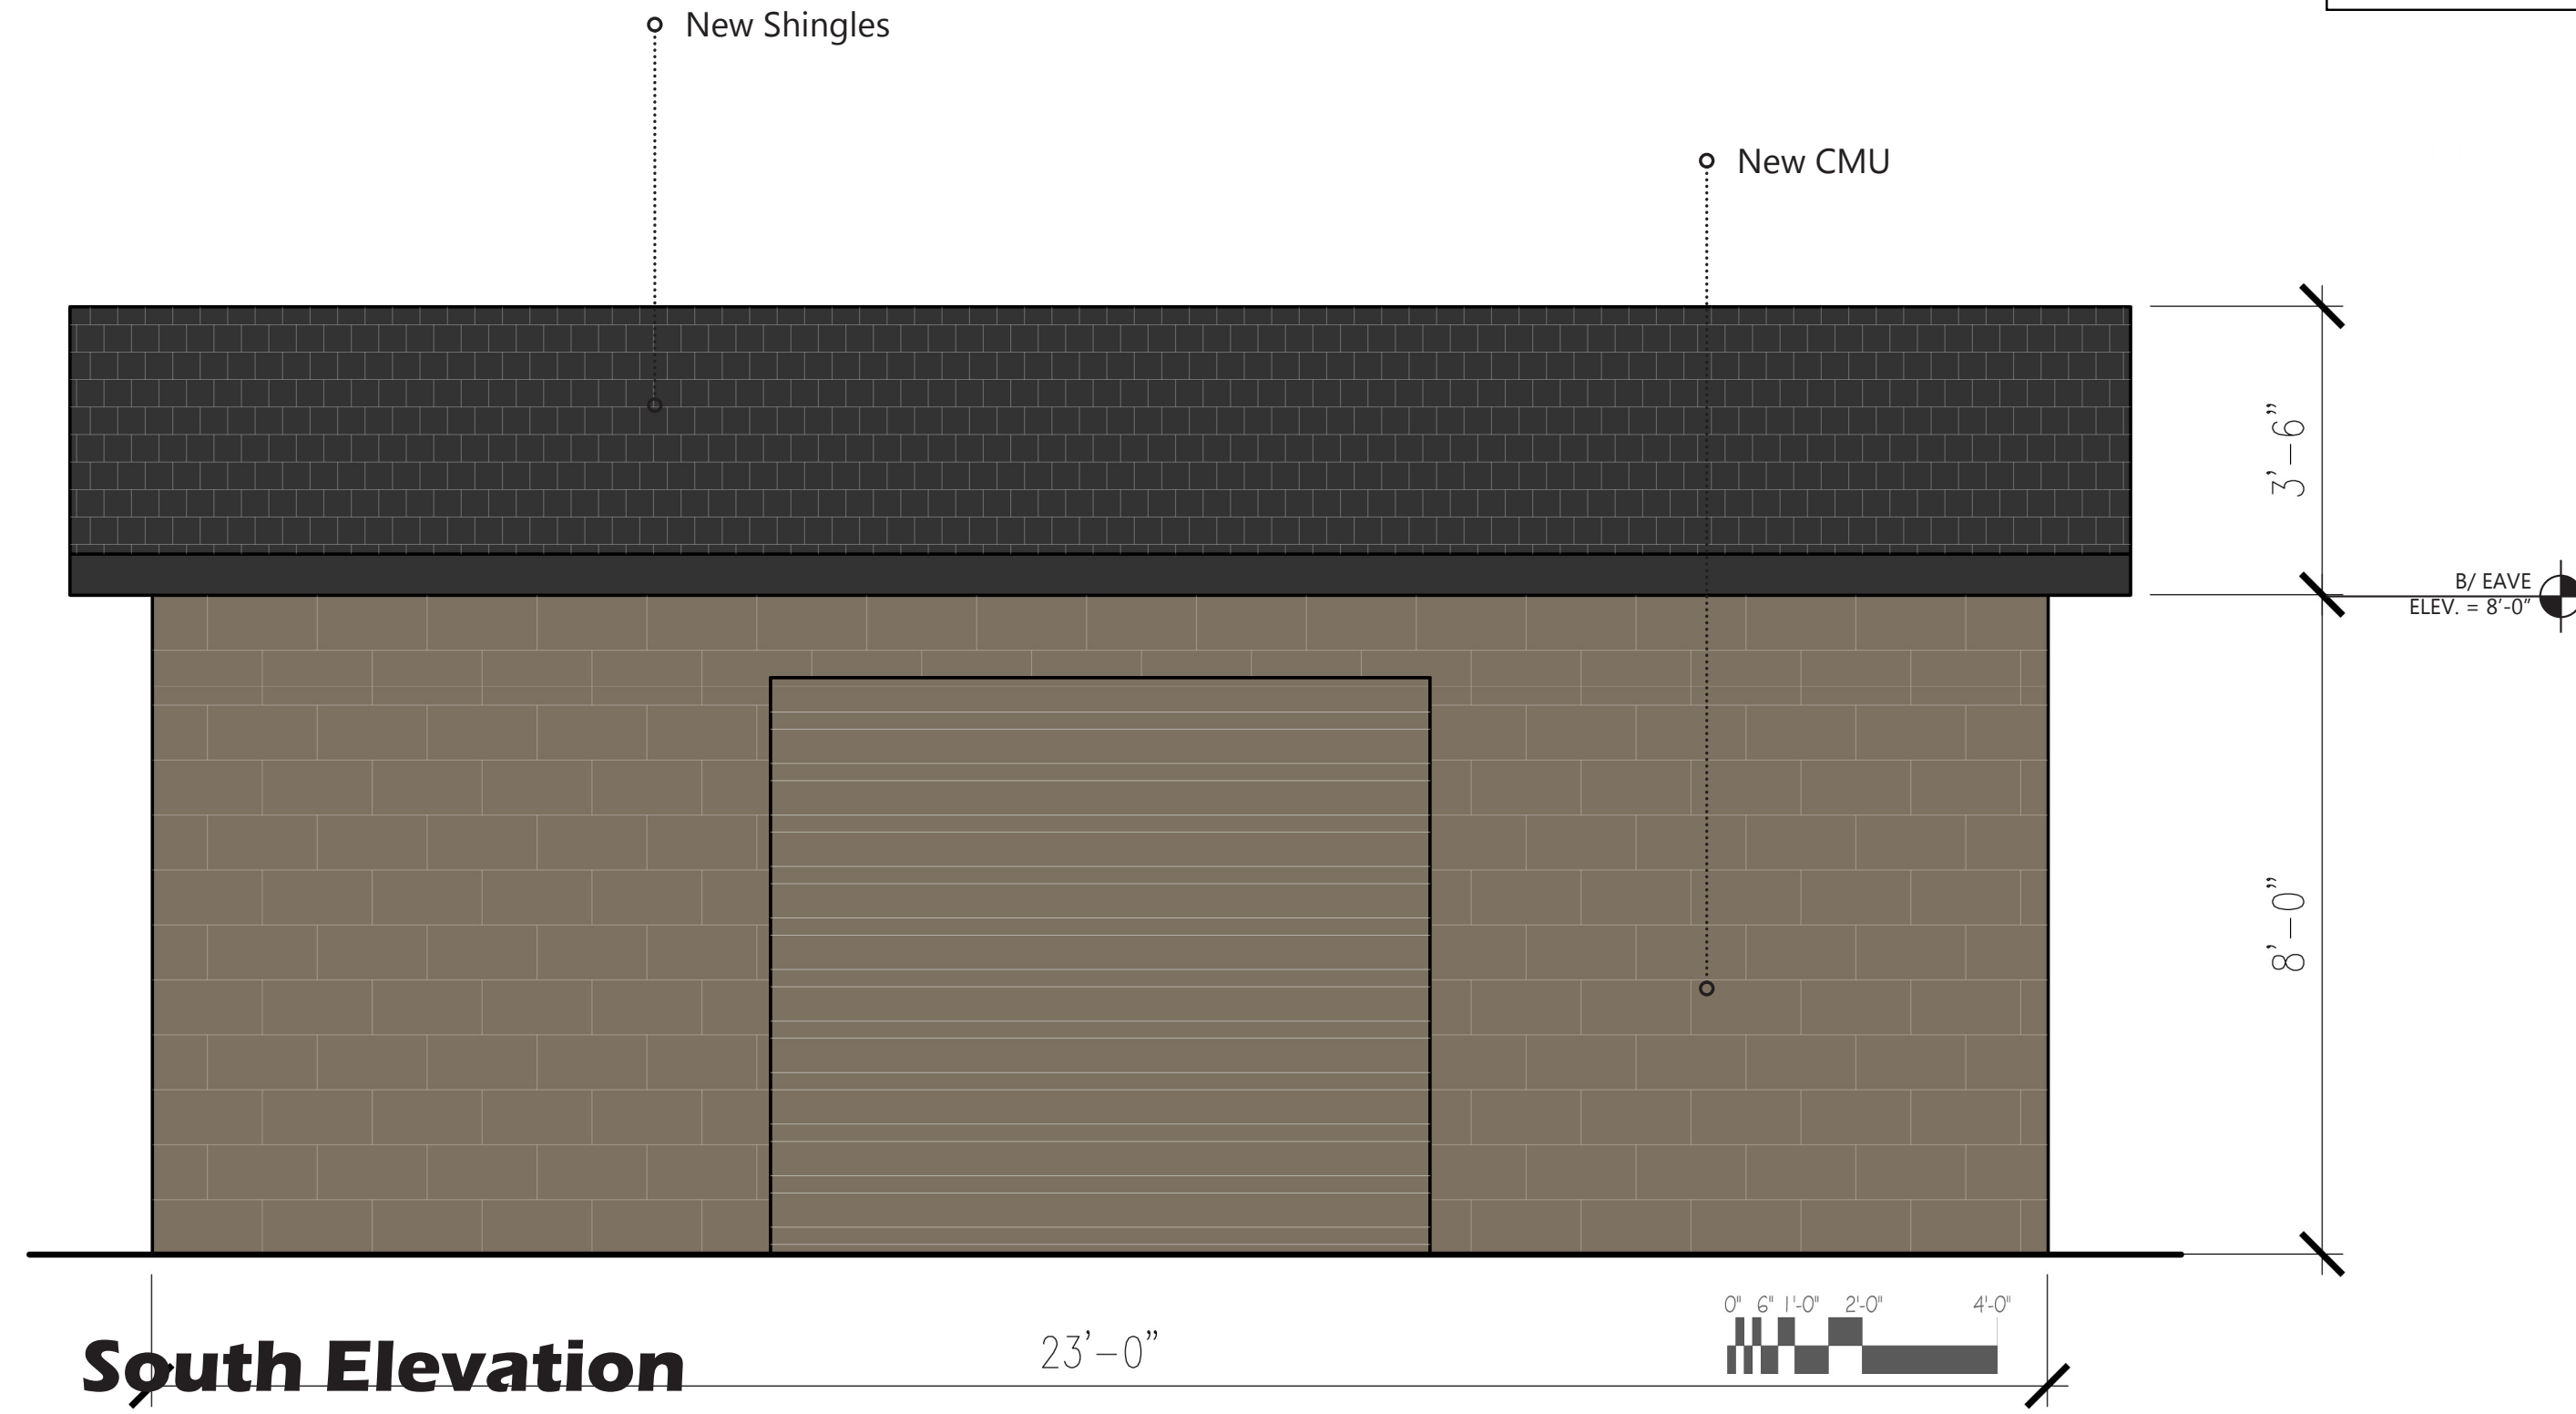 New Shingles
New CMU
3'–6"
B/ EAVE
ELEV. = 8'-0"
8'–0"
0" 6" 1'-0" 2'-0" 4'-0"
23'–0"
South Elevation